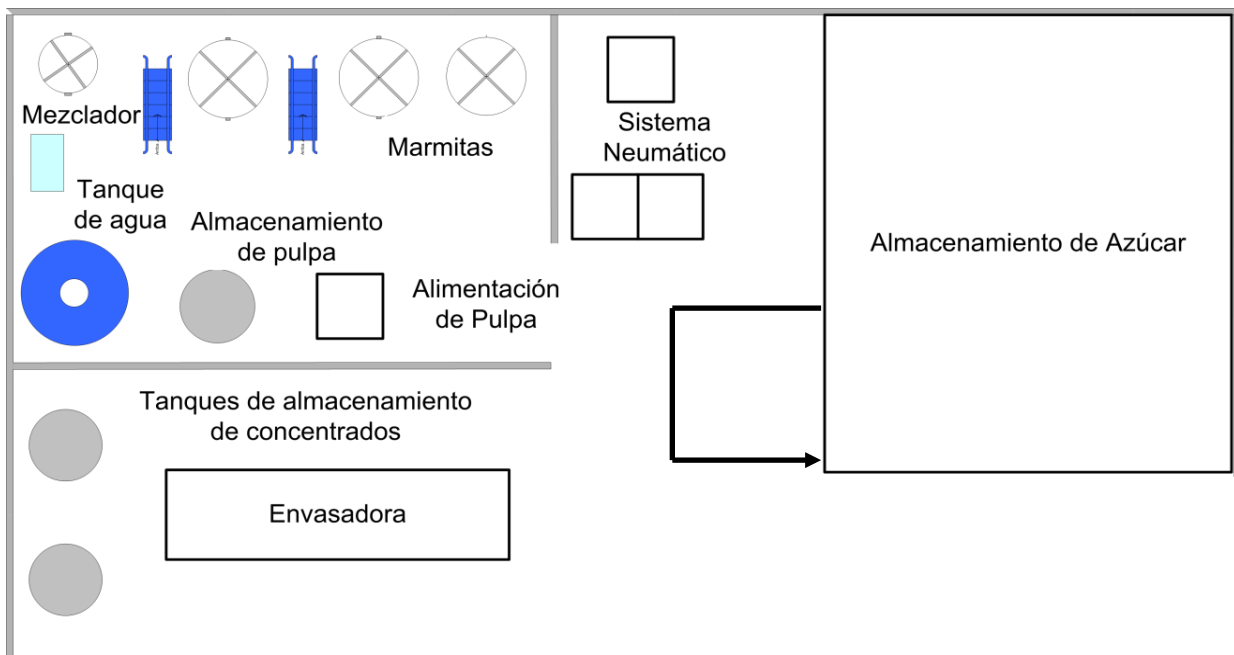 Mezclador
Marmitas
Sistema
Neumático
Tanque
de agua
Almacenamiento
de pulpa
Almacenamiento de Azúcar
Alimentación
de Pulpa
Tanques de almacenamiento
de concentrados
Envasadora